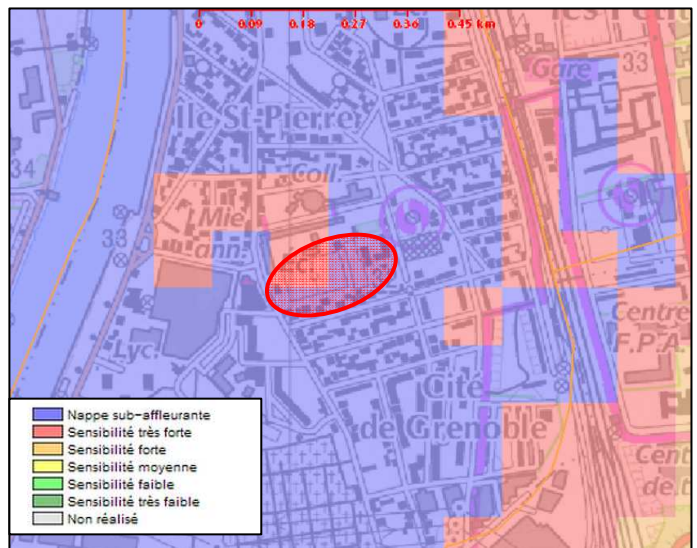 0 0.09 0.18 0.27 0.36 0.45 km
Gare
33
Ile St-Pierre
34
Coll.
Mie
ann.
33
Lyc.
Centre
F.P.A.
Cité
de Grenoble
Cent
de.t
Nappe sub-affleurante
Sensibilité très forte
Sensibilité forte
Sensibilité moyenne
Sensibilité faible
Sensibilité très faible
Non réalisé